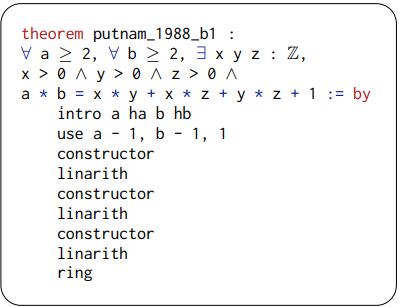 theorem putnam_1988_b1 :
∀ a ≥ 2, ∀ b ≥ 2, ∃ x y z : ℤ,
x > 0 ∧ y > 0 ∧ z > 0 ∧
a * b = x * y + x * z + y * z + 1 := by
intro a ha b hb
use a - 1, b - 1, 1
constructor
linarith
constructor
linarith
constructor
linarith
ring